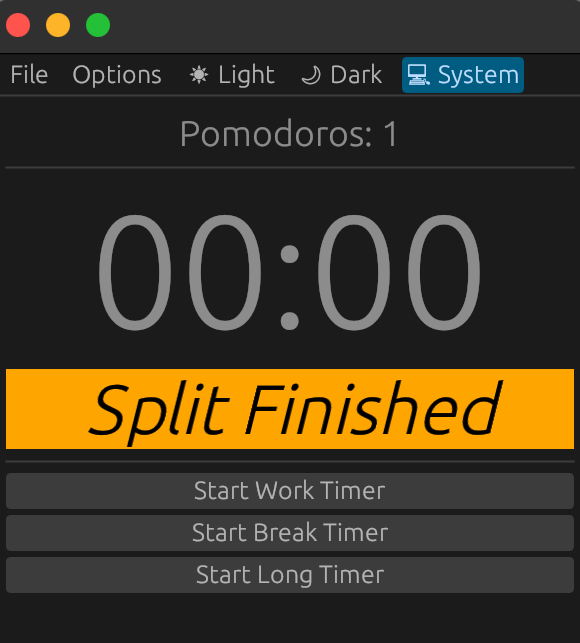 File Options ☀ Light 🌙 Dark 💻 System
Pomodoros: 1
00:00
Split Finished
Start Work Timer
Start Break Timer
Start Long Timer